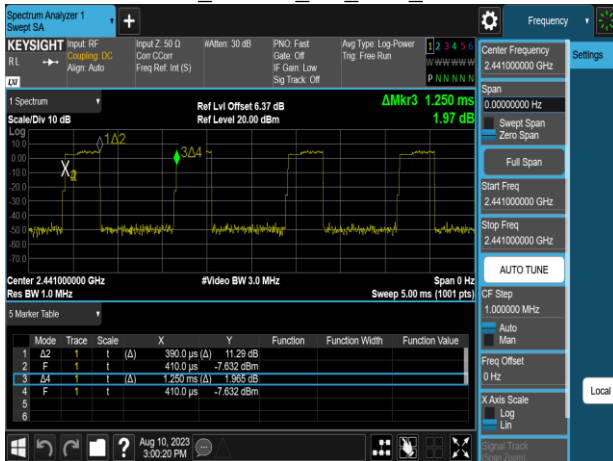 Spectrum Analyzer 1
Swept SA
+
Frequency
KEYSIGHT
RL
LXI
Input: RF
Coupling: DC
Align: Auto
Input Z: 50 Ω
Corr CCorr
Freq Ref: Int (S)
#Atten: 30 dB
PNO: Fast
Gate: Off
IF Gain: Low
Sig Track: Off
Avg Type: Log-Power
Trig: Free Run
1 2 3 4 5 6
W W W W W W
P N N N N N
Settings
Center Frequency
2.441000000 GHz
Span
0.00000000 Hz
Swept Span
Zero Span
Full Span
Start Freq
2.441000000 GHz
Stop Freq
2.441000000 GHz
AUTO TUNE
CF Step
1.000000 MHz
Auto
Man
Freq Offset
0 Hz
X Axis Scale
Log
Lin
Signal Track
(Span Zoom)
Local
1 Spectrum
Scale/Div 10 dB
Log
Ref Lvl Offset 6.37 dB
Ref Level 20.00 dBm
ΔMkr3 1.250 ms
1.97 dB
10.0
0.00
-10.0
-20.0
-30.0
-40.0
-50.0
-60.0
-70.0
1Δ2
3Δ4
X
Center 2.441000000 GHz
Res BW 1.0 MHz
#Video BW 3.0 MHz
Span 0 Hz
Sweep 5.00 ms (1001 pts)
5 Marker Table
Mode Trace Scale X Y Function Function Width Function Value
1 Δ2 1 t (Δ) 390.0 µs (Δ) 11.29 dB
2 F 1 t 410.0 µs -7.632 dBm
3 Δ4 1 t (Δ) 1.250 ms (Δ) 1.965 dB
4 F 1 t 410.0 µs -7.632 dBm
5
6
?
Aug 10, 2023
3:00:20 PM